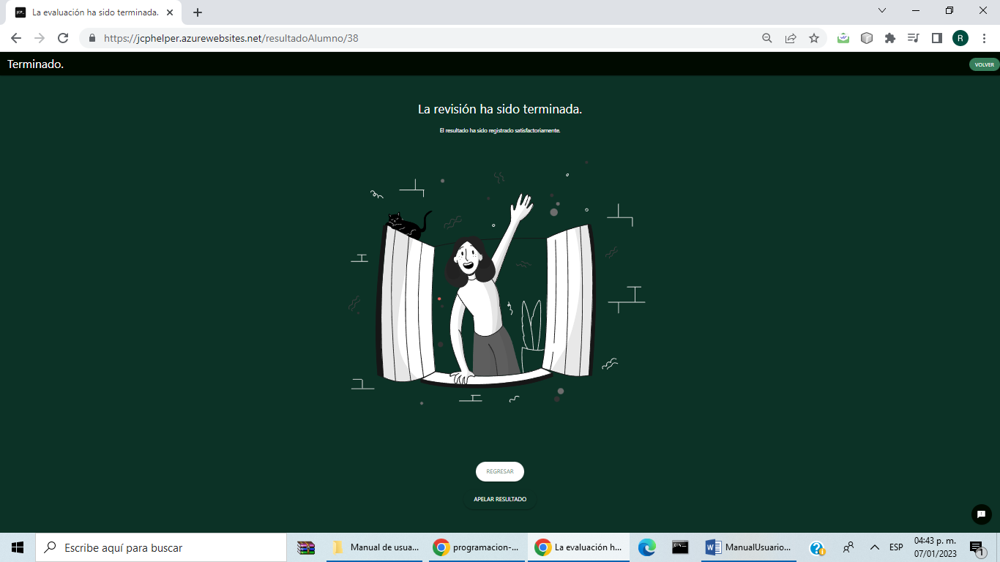 JCP_ La evaluación ha sido terminada.
https://jcphelper.azurewebsites.net/resultadoAlumno/38
R
Terminado.
VOLVER
La revisión ha sido terminada.
El resultado ha sido registrado satisfactoriamente.
REGRESAR
APELAR RESULTADO
Escribe aquí para buscar
Manual de usua...
programacion-...
La evaluación h...
ManualUsuario...
ESP
04:43 p. m.
07/01/2023
1